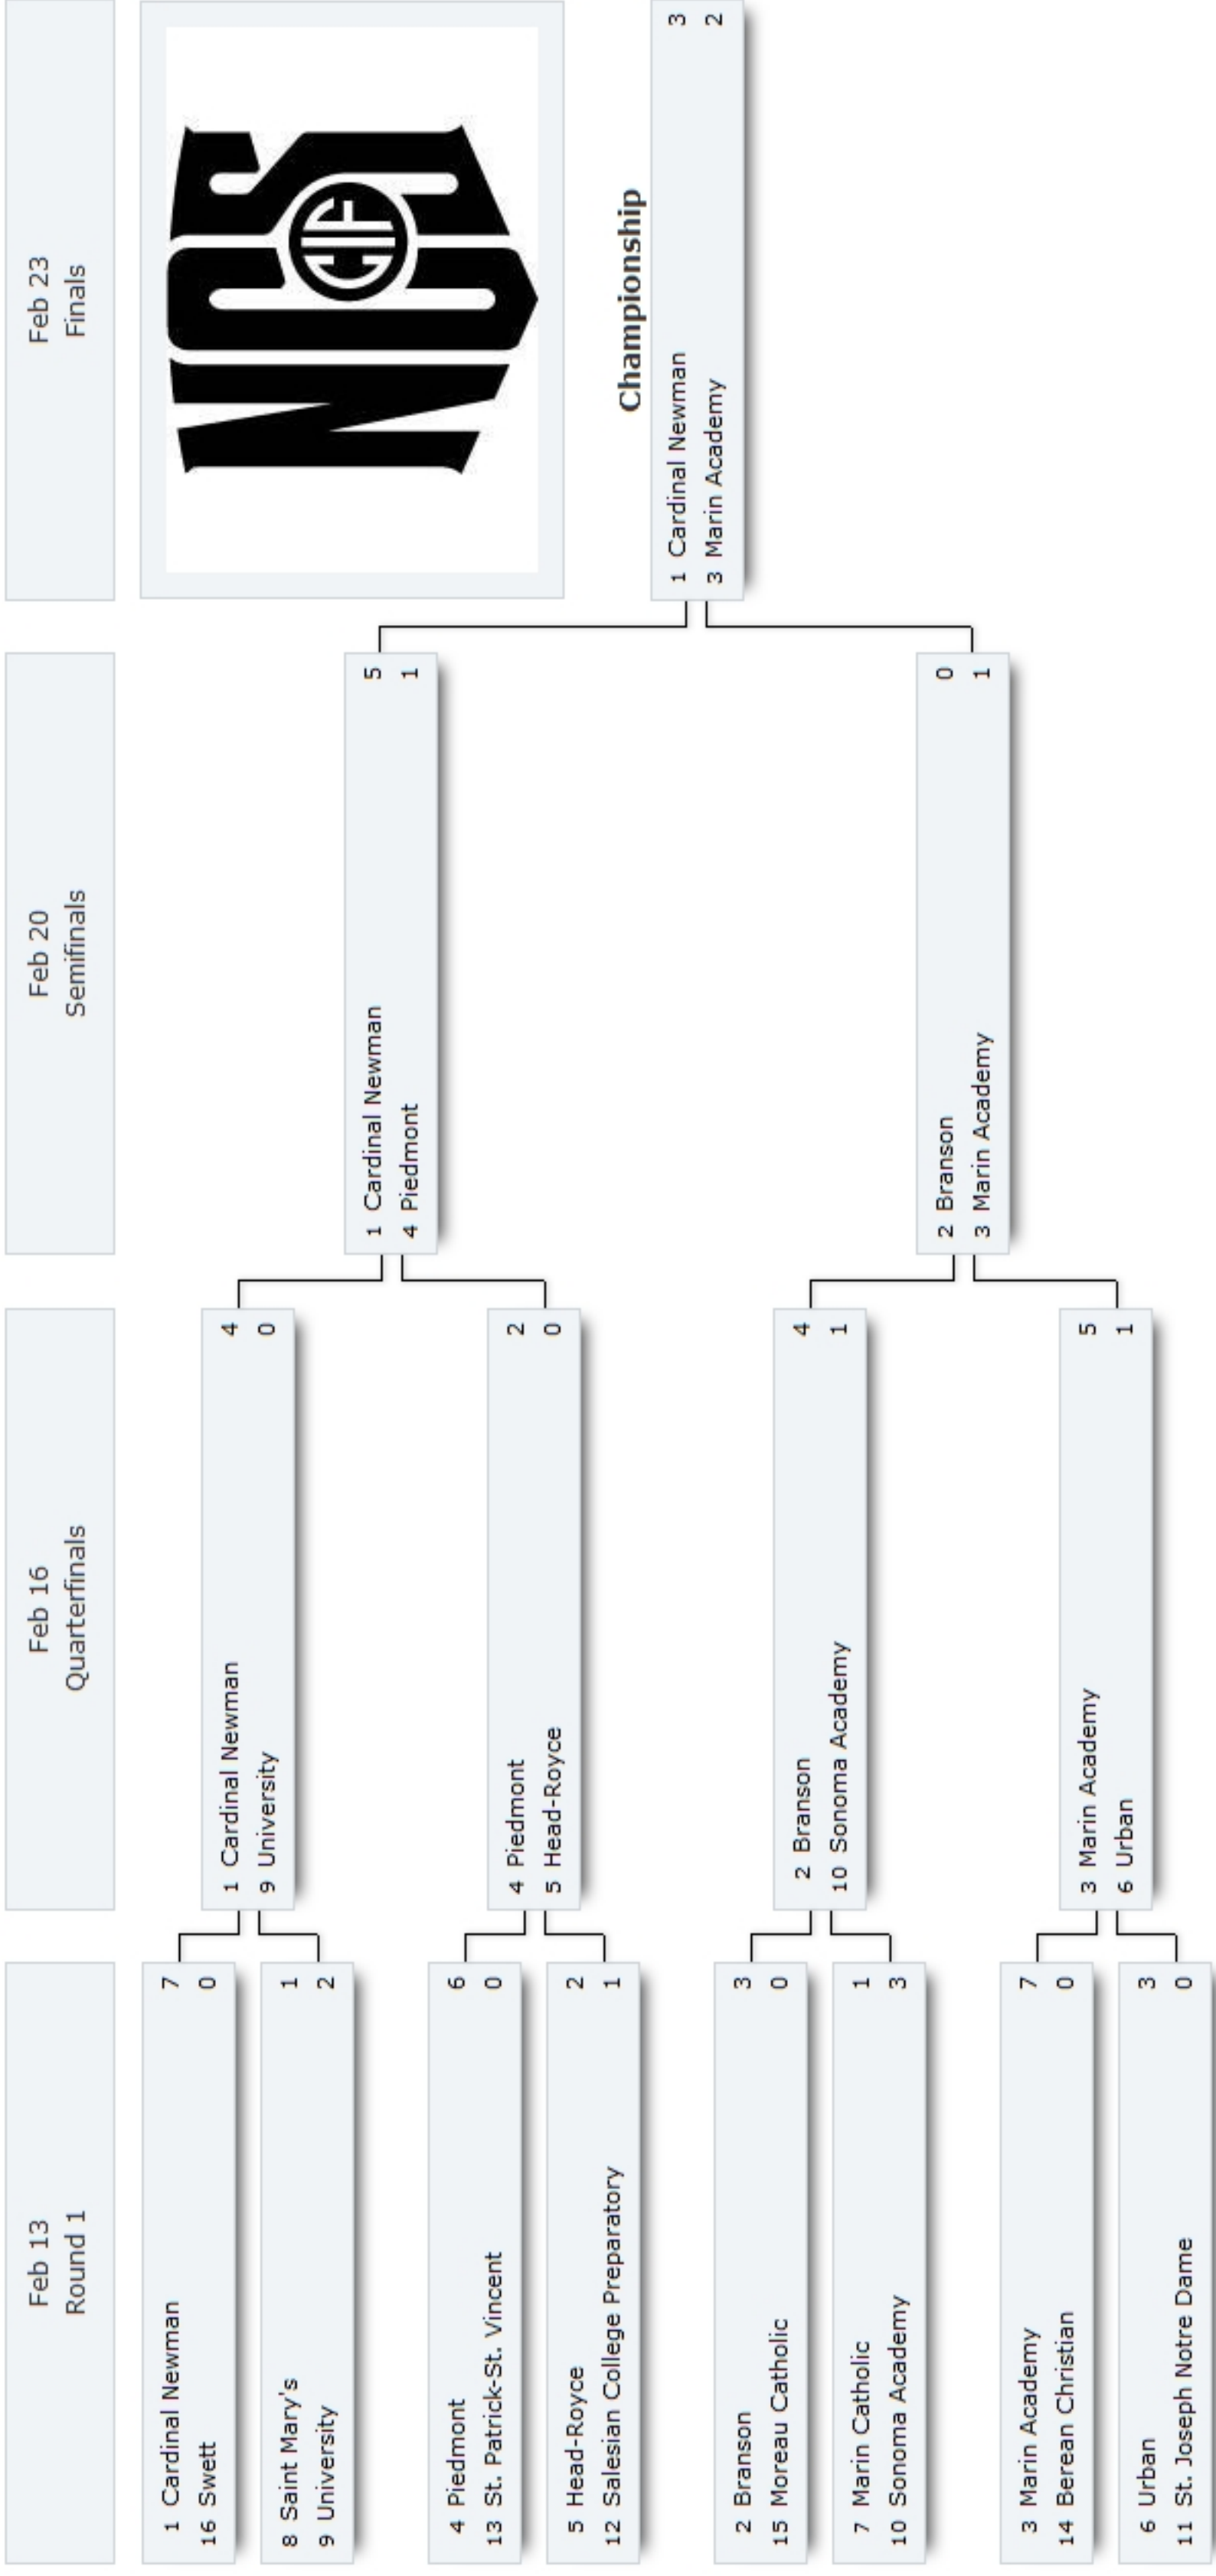 Feb 13
Round 1
Feb 16
Quarterfinals
Feb 20
Semifinals
Feb 23
Finals
1 Cardinal Newman 7
16 Swett 0
8 Saint Mary's 1
9 University 2
4 Piedmont 6
13 St. Patrick-St. Vincent 0
5 Head-Royce 2
12 Salesian College Preparatory 1
2 Branson 3
15 Moreau Catholic 0
7 Marin Catholic 1
10 Sonoma Academy 3
3 Marin Academy 7
14 Berean Christian 0
6 Urban 3
11 St. Joseph Notre Dame 0
1 Cardinal Newman 4
9 University 0
4 Piedmont 2
5 Head-Royce 0
2 Branson 4
10 Sonoma Academy 1
3 Marin Academy 5
6 Urban 1
1 Cardinal Newman 5
4 Piedmont 1
2 Branson 0
3 Marin Academy 1
NCS
CIF
Championship
1 Cardinal Newman 3
3 Marin Academy 2